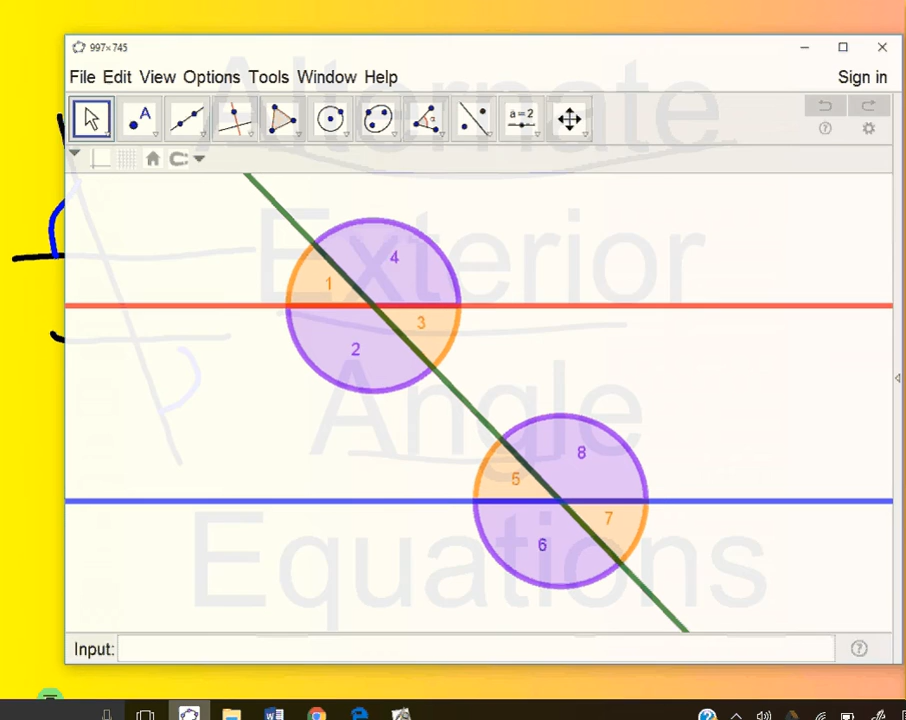 997×745
File Edit View Options Tools Window Help Sign in
A
α
a=2
Alternate
Exterior
Angle
Equations
4
1
3
2
8
5
7
6
Input: